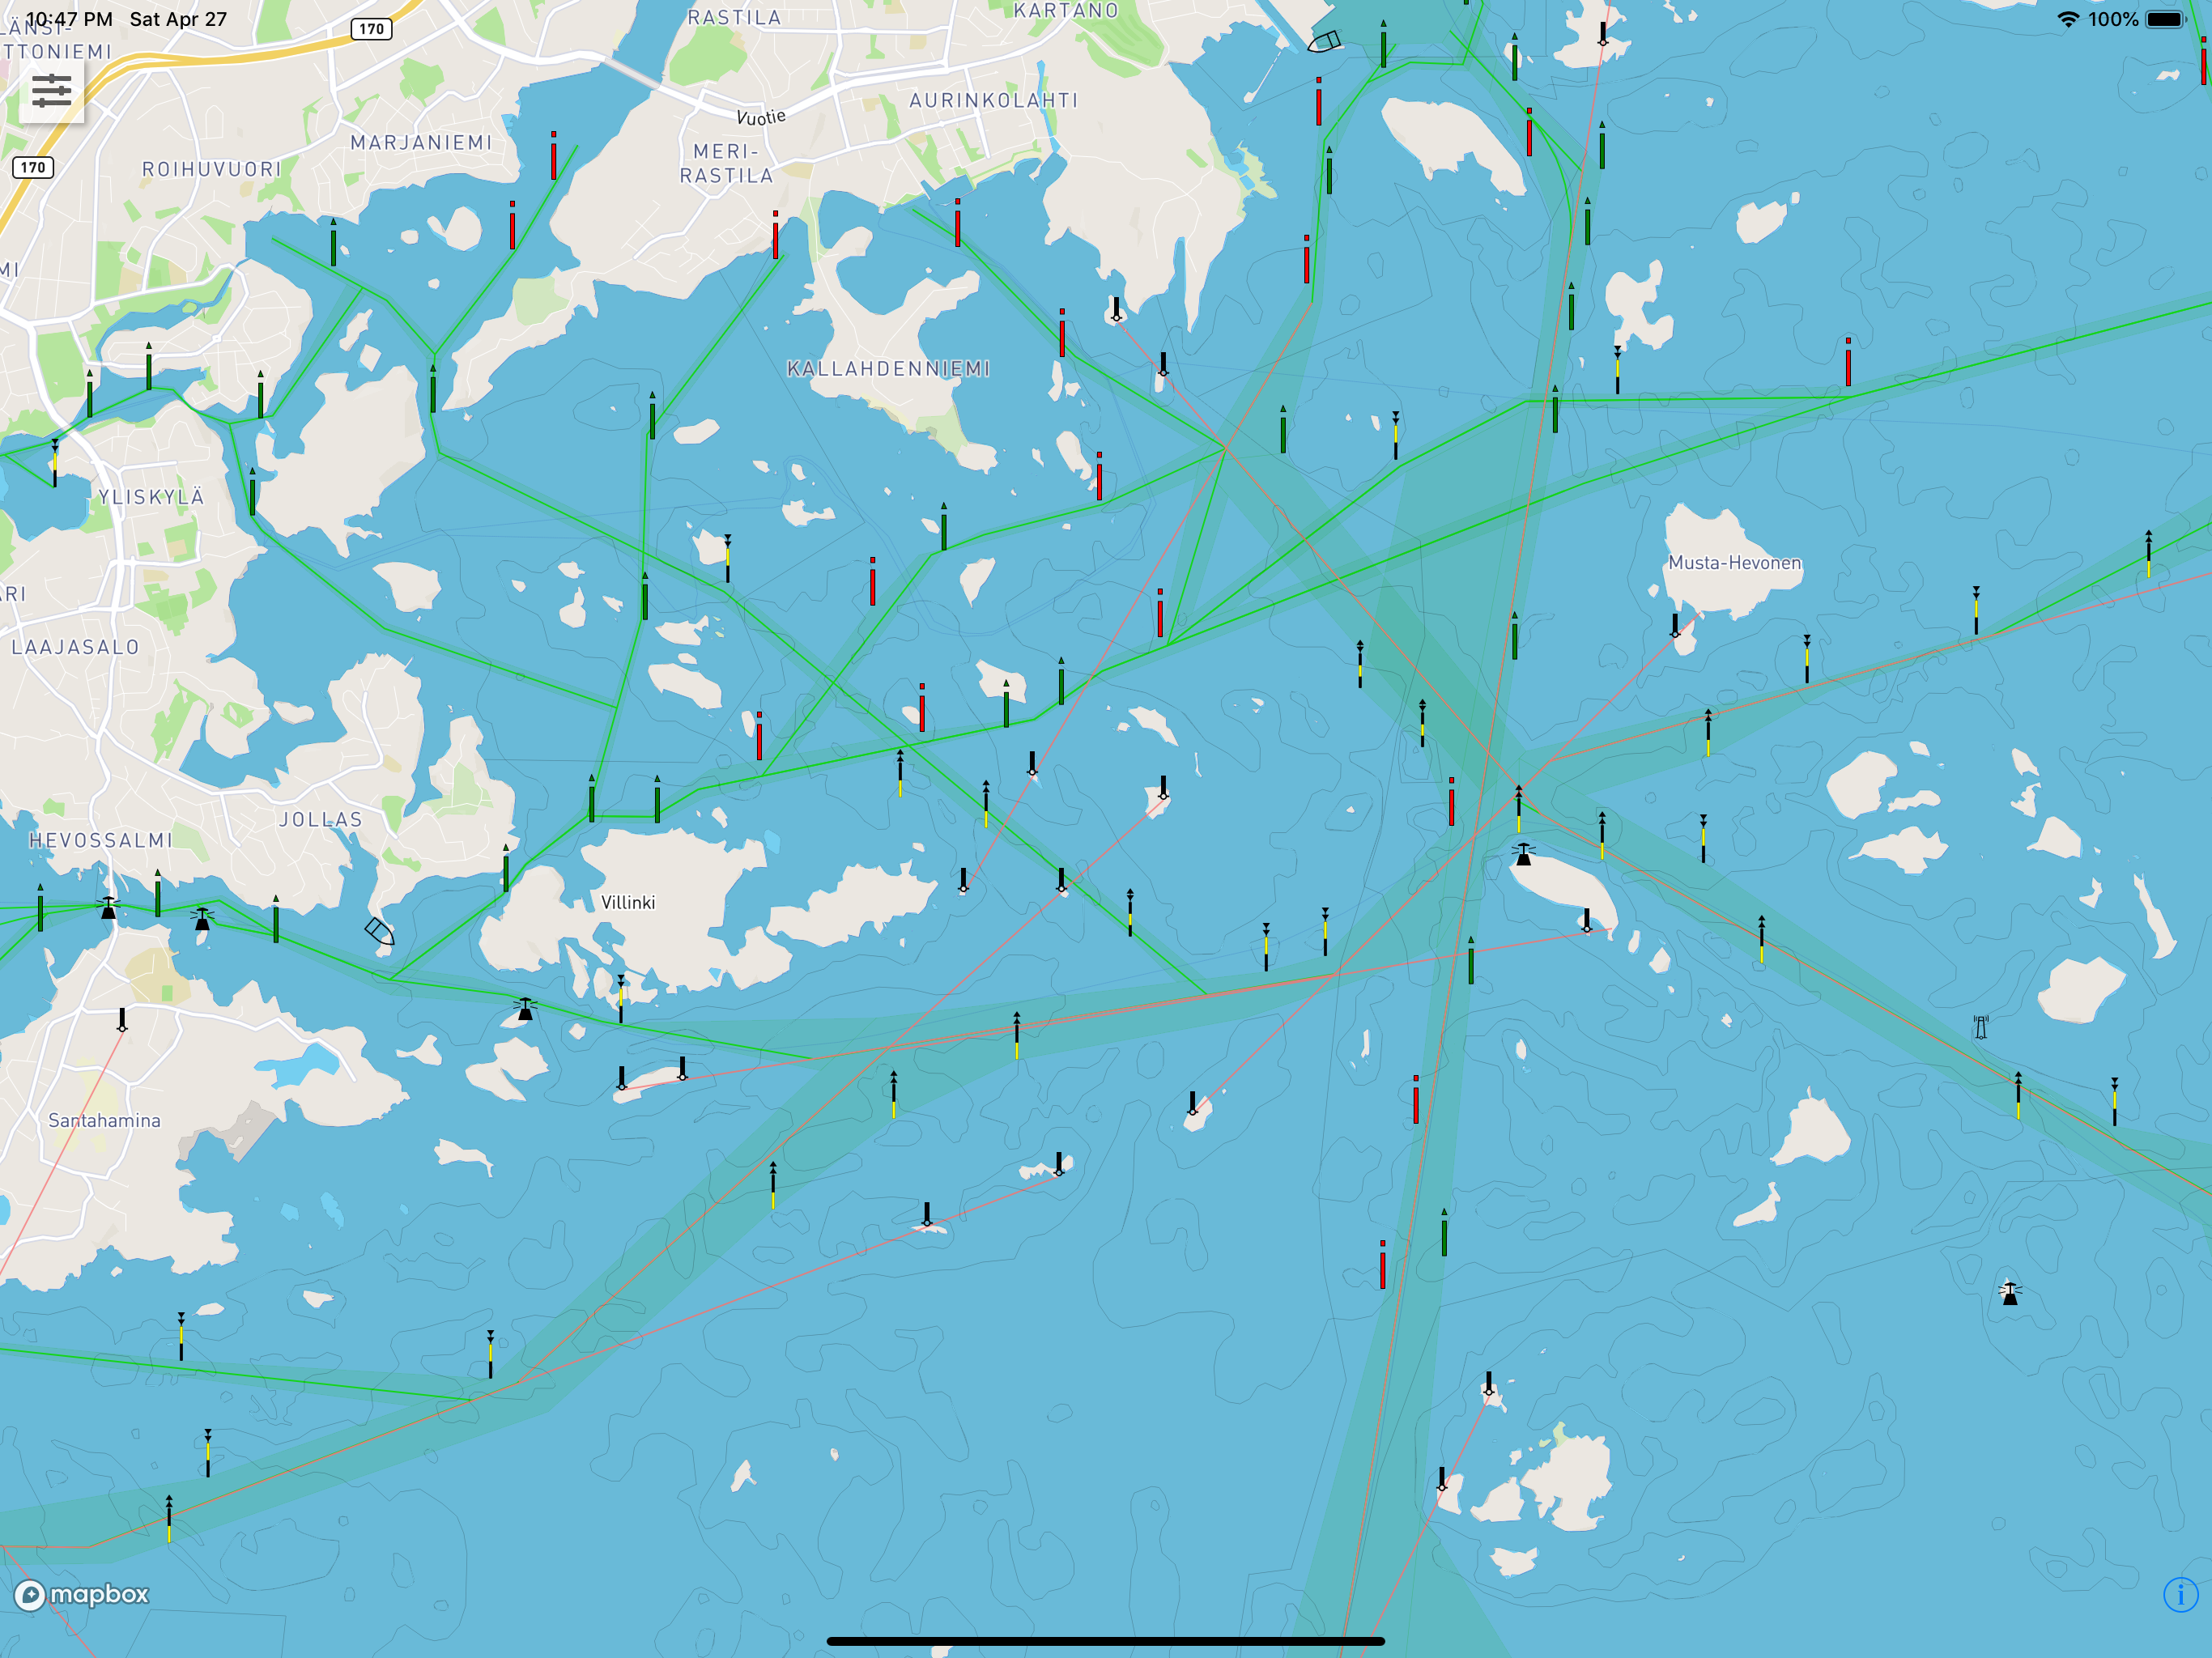 10:47 PM Sat Apr 27
100%
RASTILA
KARTANO
LÄNSI-
170
AURINKOLAHTI
Vuotie
MARJANIEMI
MERI-
RASTILA
170
ROIHUVUORI
KALLAHDENNIEMI
YLISKYLÄ
Musta-Hevonen
LAAJASALO
JOLLAS
HEVOSSALMI
Villinki
Santahamina
mapbox
i